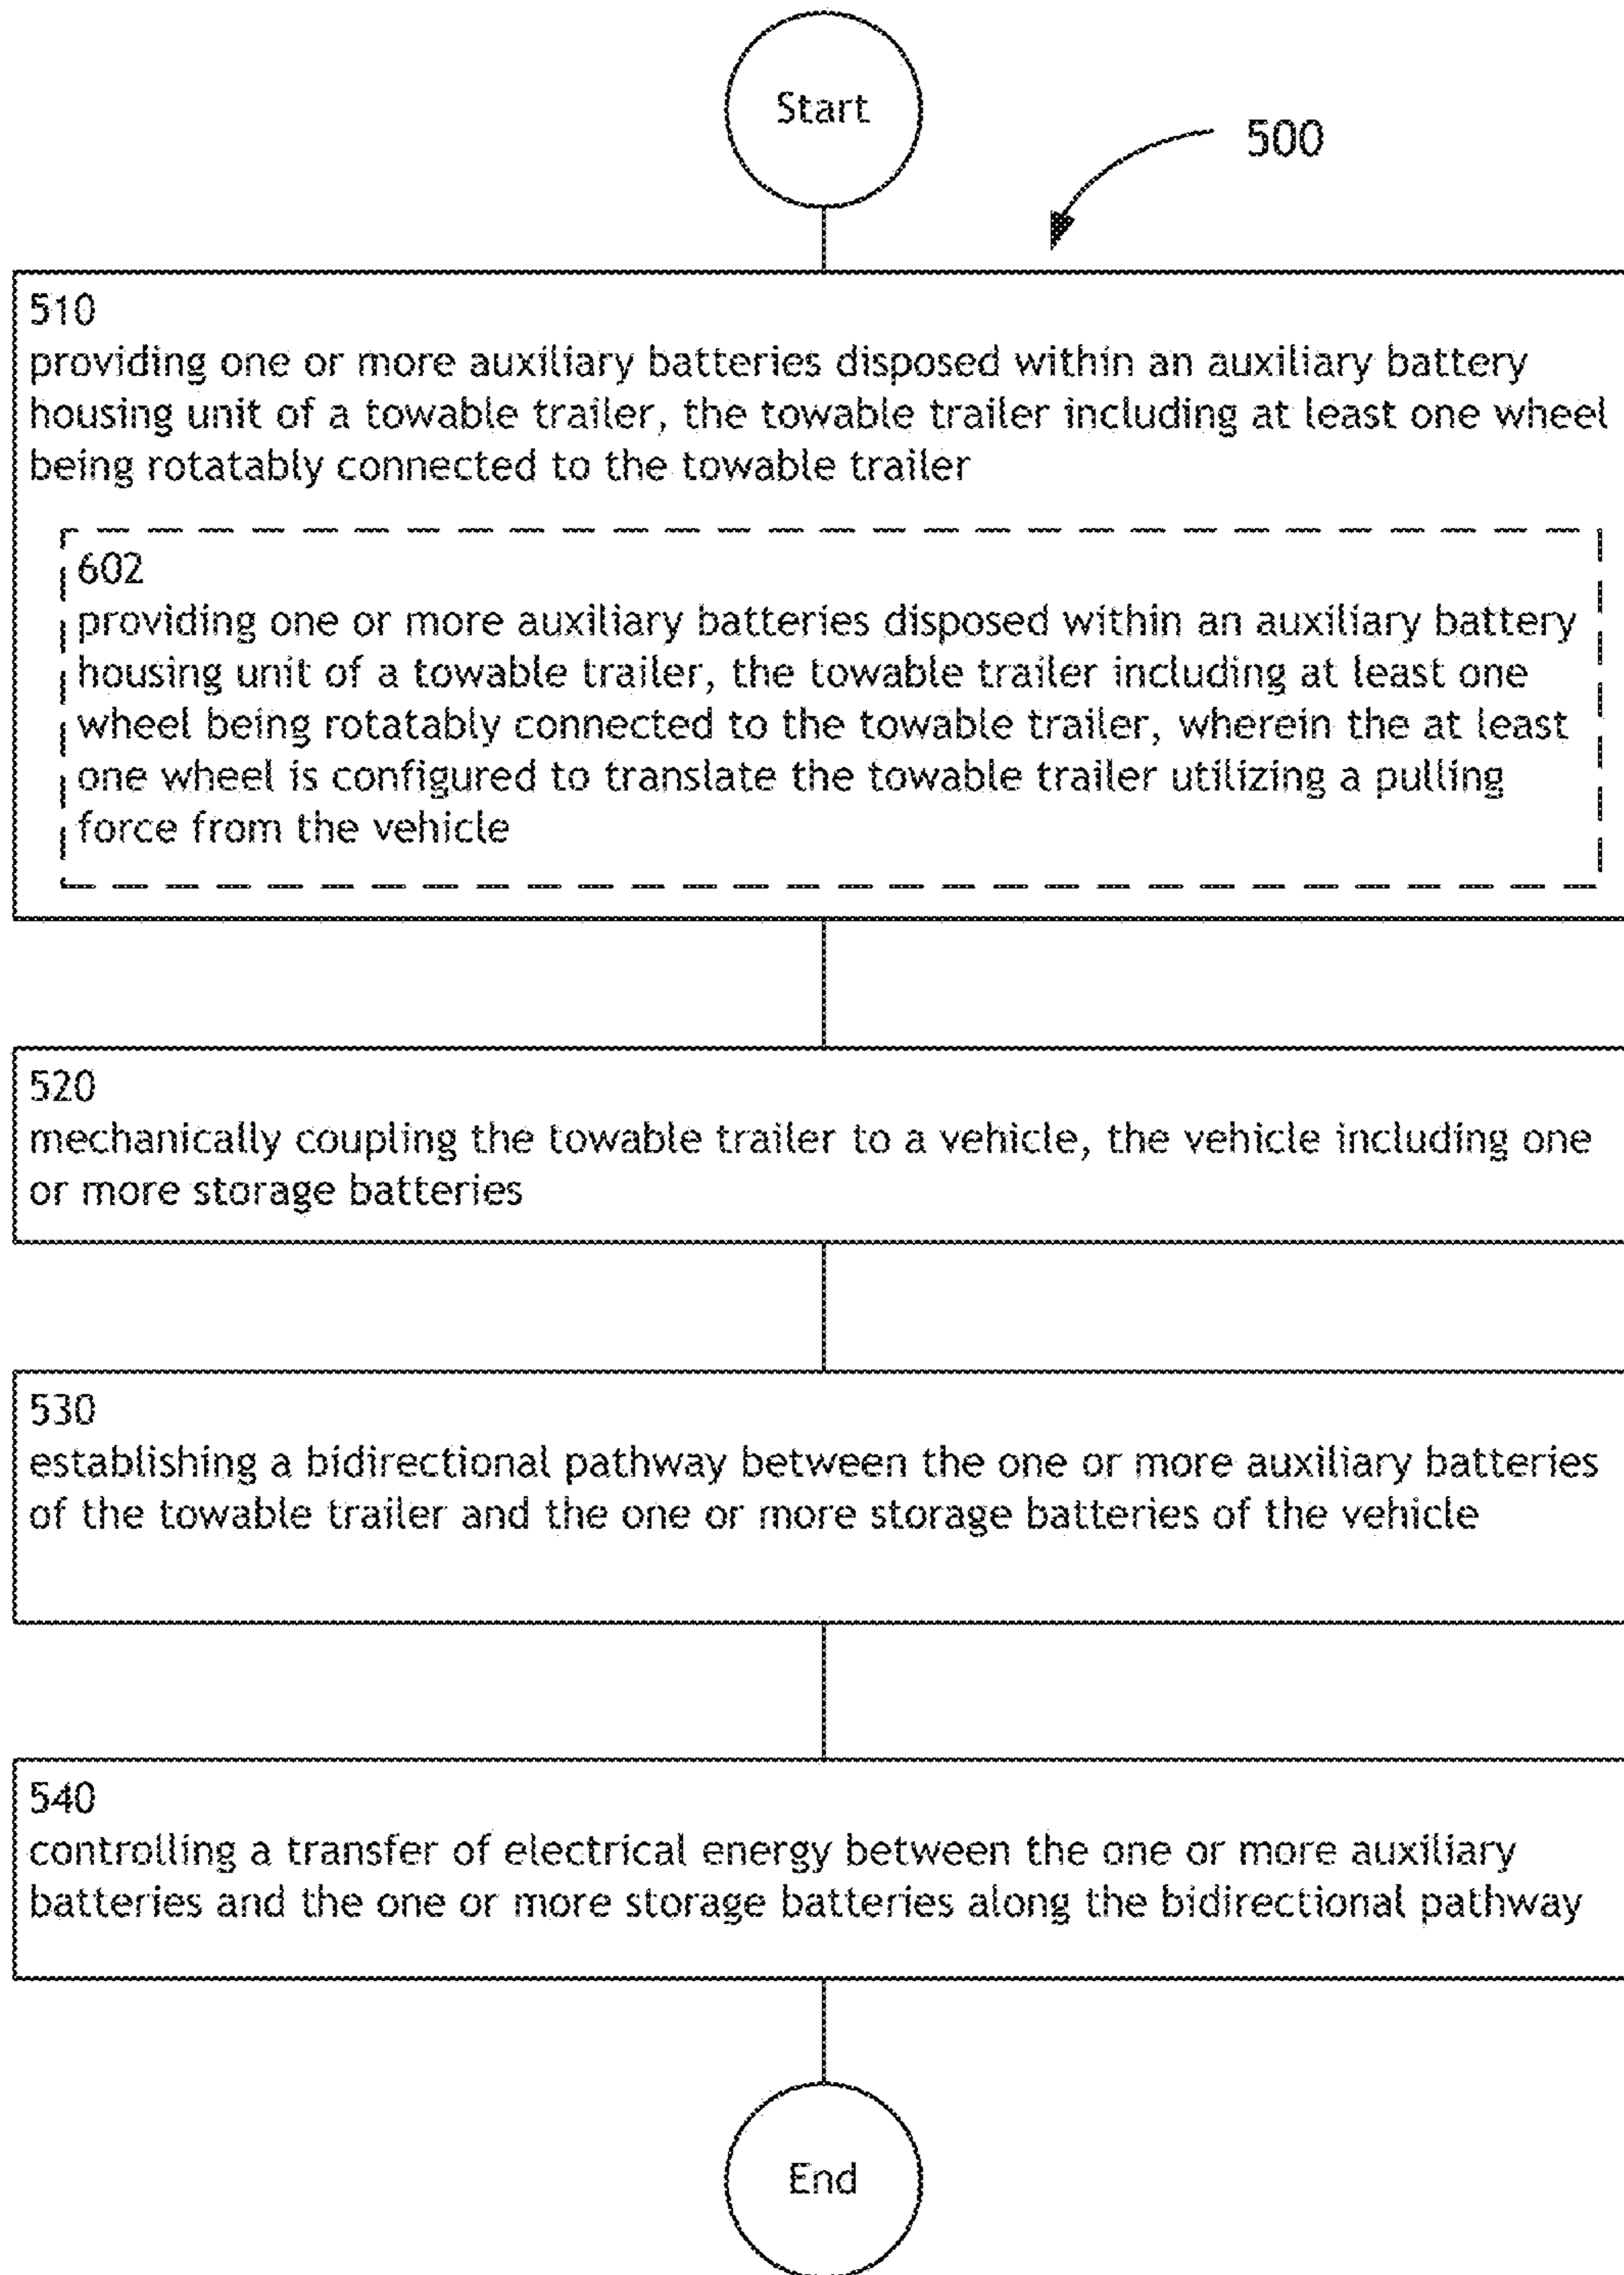 Start
500
510
providing one or more auxiliary batteries disposed within an auxiliary battery
housing unit of a towable trailer, the towable trailer including at least one wheel
being rotatably connected to the towable trailer
602
providing one or more auxiliary batteries disposed within an auxiliary battery
housing unit of a towable trailer, the towable trailer including at least one
wheel being rotatably connected to the towable trailer, wherein the at least
one wheel is configured to translate the towable trailer utilizing a pulling
force from the vehicle
520
mechanically coupling the towable trailer to a vehicle, the vehicle including one
or more storage batteries
530
establishing a bidirectional pathway between the one or more auxiliary batteries
of the towable trailer and the one or more storage batteries of the vehicle
540
controlling a transfer of electrical energy between the one or more auxiliary
batteries and the one or more storage batteries along the bidirectional pathway
End